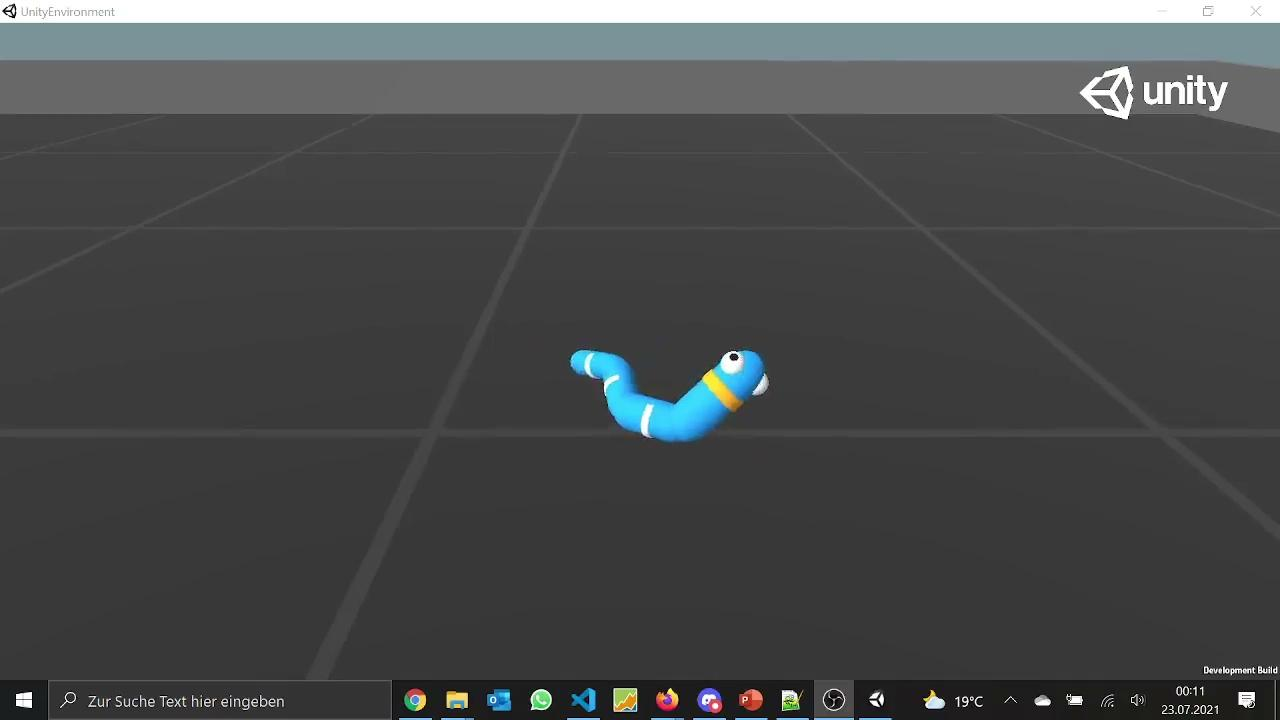 UnityEnvironment
unity
Development Build
Zur Suche Text hier eingeben
19°C
00:11
23.07.2021